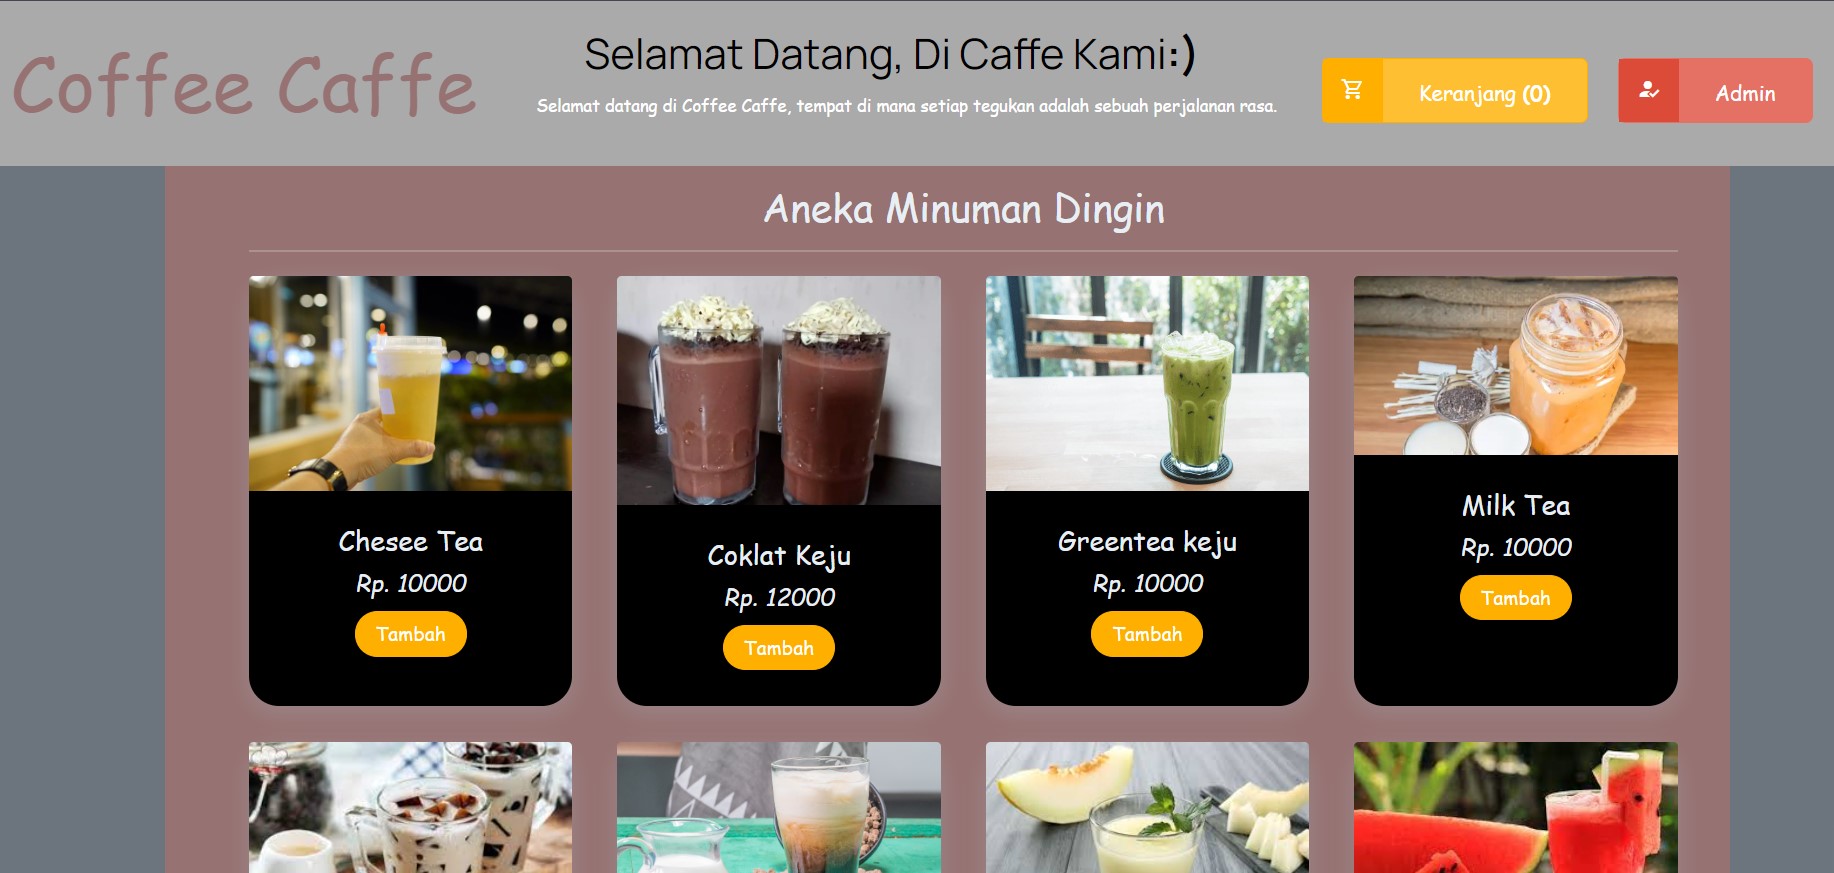 Coffee Caffe
Selamat Datang, Di Caffe Kami:)
Selamat datang di Coffee Caffe, tempat di mana setiap tegukan adalah sebuah perjalanan rasa.
Keranjang (0)
Admin
Aneka Minuman Dingin
Chesee Tea
Rp. 10000
Tambah
Coklat Keju
Rp. 12000
Tambah
Greentea keju
Rp. 10000
Tambah
Milk Tea
Rp. 10000
Tambah